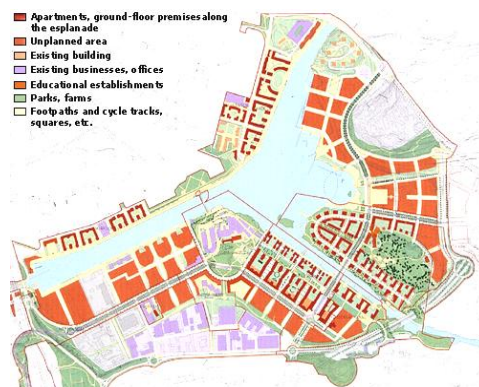 Apartments, ground-floor premises along
the esplanade
Unplanned area
Existing building
Existing businesses, offices
Educational establishments
Parks, farms
Footpaths and cycle tracks,
squares, etc.